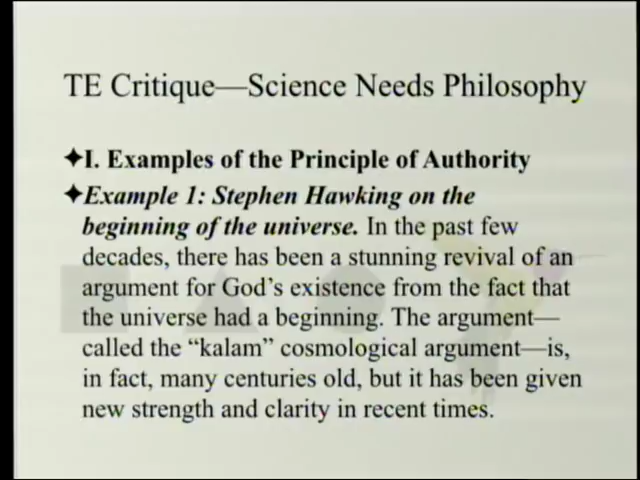 TE Critique—Science Needs Philosophy
✦I. Examples of the Principle of Authority
✦Example 1: Stephen Hawking on the
beginning of the universe. In the past few
decades, there has been a stunning revival of an
argument for God's existence from the fact that
the universe had a beginning. The argument—
called the “kalam” cosmological argument—is,
in fact, many centuries old, but it has been given
new strength and clarity in recent times.